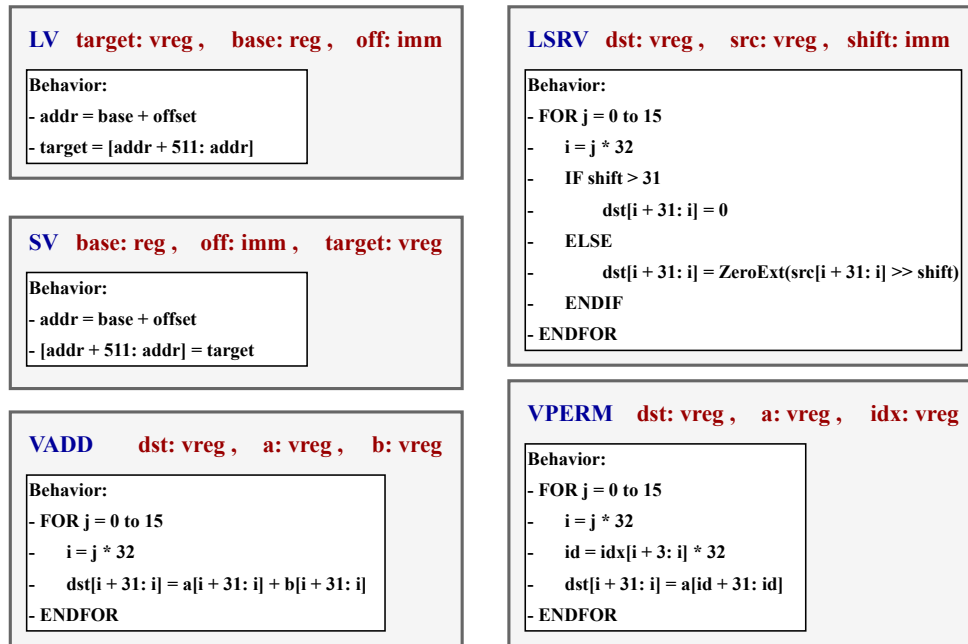 LV target: vreg , base: reg , off: imm
Behavior:
- addr = base + offset
- target = [addr + 511: addr]
SV base: reg , off: imm , target: vreg
Behavior:
- addr = base + offset
- [addr + 511: addr] = target
VADD dst: vreg , a: vreg , b: vreg
Behavior:
- FOR j = 0 to 15
- i = j * 32
- dst[i + 31: i] = a[i + 31: i] + b[i + 31: i]
- ENDFOR
LSRV dst: vreg , src: vreg , shift: imm
Behavior:
- FOR j = 0 to 15
- i = j * 32
- IF shift > 31
- dst[i + 31: i] = 0
- ELSE
- dst[i + 31: i] = ZeroExt(src[i + 31: i] >> shift)
- ENDIF
- ENDFOR
VPERM dst: vreg , a: vreg , idx: vreg
Behavior:
- FOR j = 0 to 15
- i = j * 32
- id = idx[i + 3: i] * 32
- dst[i + 31: i] = a[id + 31: id]
- ENDFOR